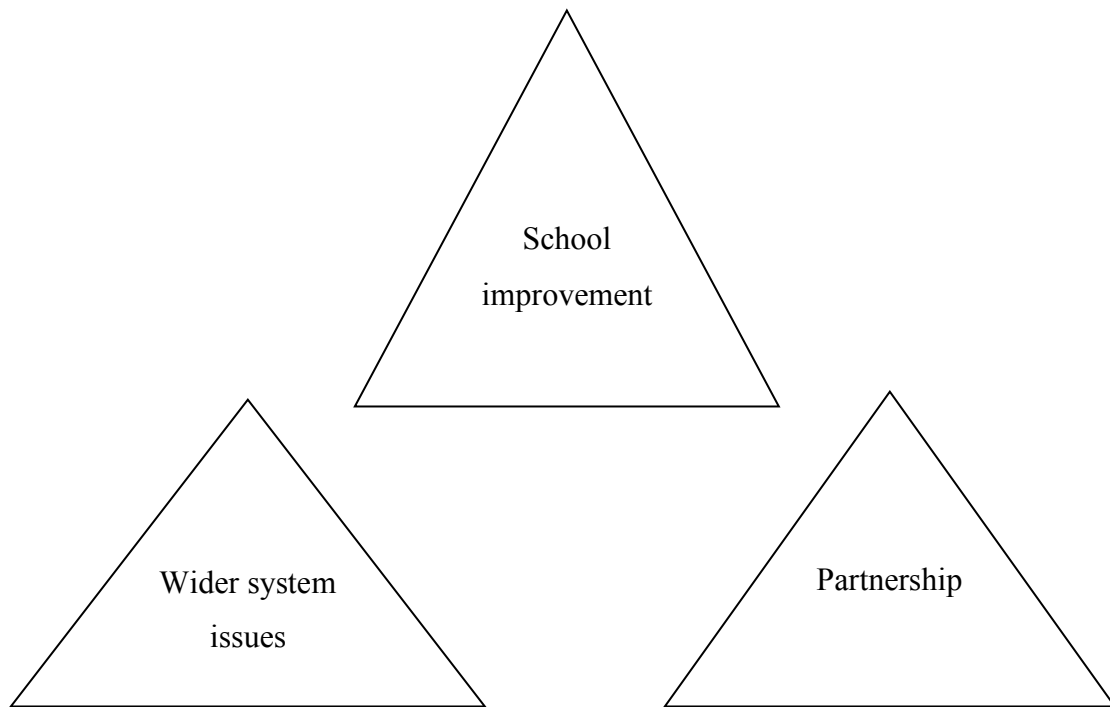 School
improvement
Wider system
issues
Partnership